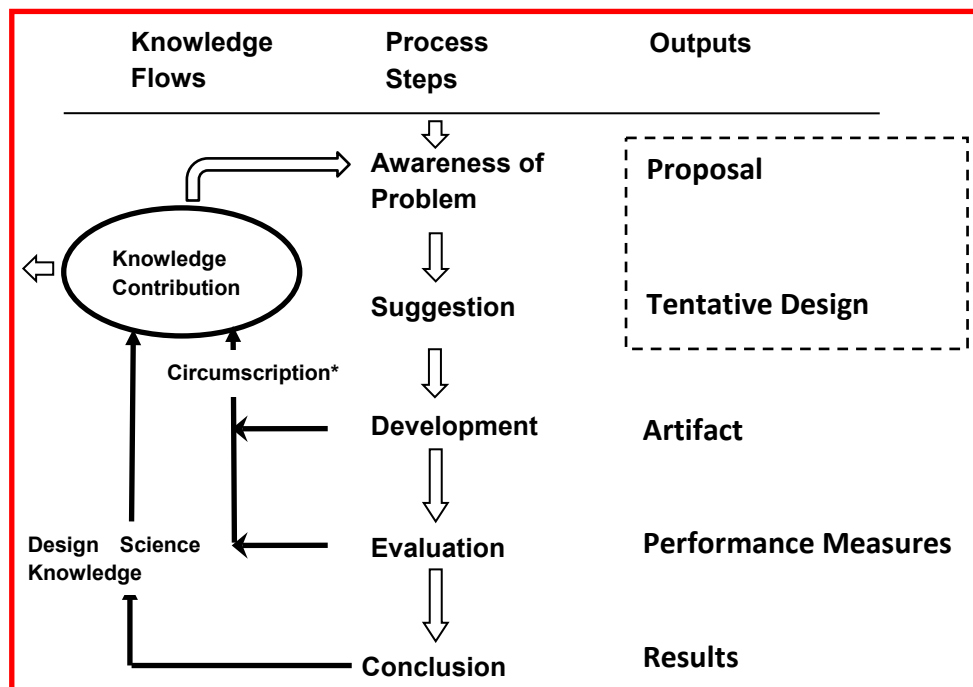 Knowledge
Flows
Process
Steps
Outputs
Awareness of
Problem
Proposal
Knowledge
Contribution
Suggestion
Tentative Design
Circumscription*
Development
Artifact
Design Science
Knowledge
Evaluation
Performance Measures
Conclusion
Results